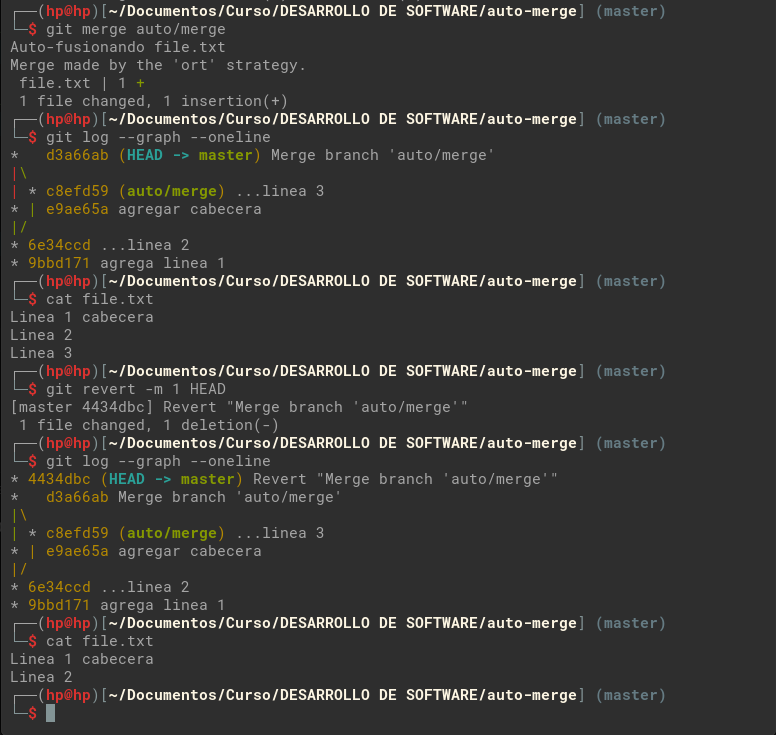 ┌──(hp@hp)[~/Documentos/Curso/DESARROLLO DE SOFTWARE/auto-merge] (master)
└─$ git merge auto/merge
Auto-fusionando file.txt
Merge made by the 'ort' strategy.
 file.txt | 1 +
 1 file changed, 1 insertion(+)
┌──(hp@hp)[~/Documentos/Curso/DESARROLLO DE SOFTWARE/auto-merge] (master)
└─$ git log --graph --oneline
*   d3a66ab (HEAD -> master) Merge branch 'auto/merge'
|\
| * c8efd59 (auto/merge) ...linea 3
* | e9ae65a agregar cabecera
|/
* 6e34ccd ...linea 2
* 9bbd171 agrega linea 1
┌──(hp@hp)[~/Documentos/Curso/DESARROLLO DE SOFTWARE/auto-merge] (master)
└─$ cat file.txt
Linea 1 cabecera
Linea 2
Linea 3
┌──(hp@hp)[~/Documentos/Curso/DESARROLLO DE SOFTWARE/auto-merge] (master)
└─$ git revert -m 1 HEAD
[master 4434dbc] Revert "Merge branch 'auto/merge'"
 1 file changed, 1 deletion(-)
┌──(hp@hp)[~/Documentos/Curso/DESARROLLO DE SOFTWARE/auto-merge] (master)
└─$ git log --graph --oneline
* 4434dbc (HEAD -> master) Revert "Merge branch 'auto/merge'"
*   d3a66ab Merge branch 'auto/merge'
|\
| * c8efd59 (auto/merge) ...linea 3
* | e9ae65a agregar cabecera
|/
* 6e34ccd ...linea 2
* 9bbd171 agrega linea 1
┌──(hp@hp)[~/Documentos/Curso/DESARROLLO DE SOFTWARE/auto-merge] (master)
└─$ cat file.txt
Linea 1 cabecera
Linea 2
┌──(hp@hp)[~/Documentos/Curso/DESARROLLO DE SOFTWARE/auto-merge] (master)
└─$